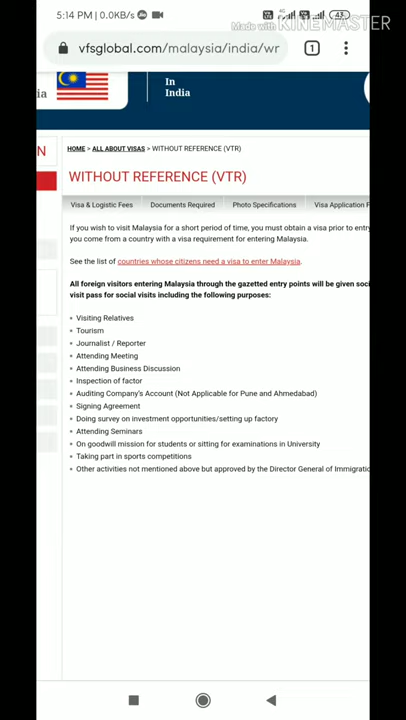 5:14 PM | 0.0KB/s
43
Made with KINEMASTER
vfsglobal.com/malaysia/india/wr
1
ia
In
India
N
HOME > ALL ABOUT VISAS > WITHOUT REFERENCE (VTR)
WITHOUT REFERENCE (VTR)
Visa & Logistic Fees Documents Required Photo Specifications Visa Application F
If you wish to visit Malaysia for a short period of time, you must obtain a visa prior to entry
you come from a country with a visa requirement for entering Malaysia.
See the list of countries whose citizens need a visa to enter Malaysia.
All foreign visitors entering Malaysia through the gazetted entry points will be given soci
visit pass for social visits including the following purposes:
• Visiting Relatives
• Tourism
• Journalist / Reporter
• Attending Meeting
• Attending Business Discussion
• Inspection of factor
• Auditing Company's Account (Not Applicable for Pune and Ahmedabad)
• Signing Agreement
• Doing survey on investment opportunities/setting up factory
• Attending Seminars
• On goodwill mission for students or sitting for examinations in University
• Taking part in sports competitions
• Other activities not mentioned above but approved by the Director General of Immigratio